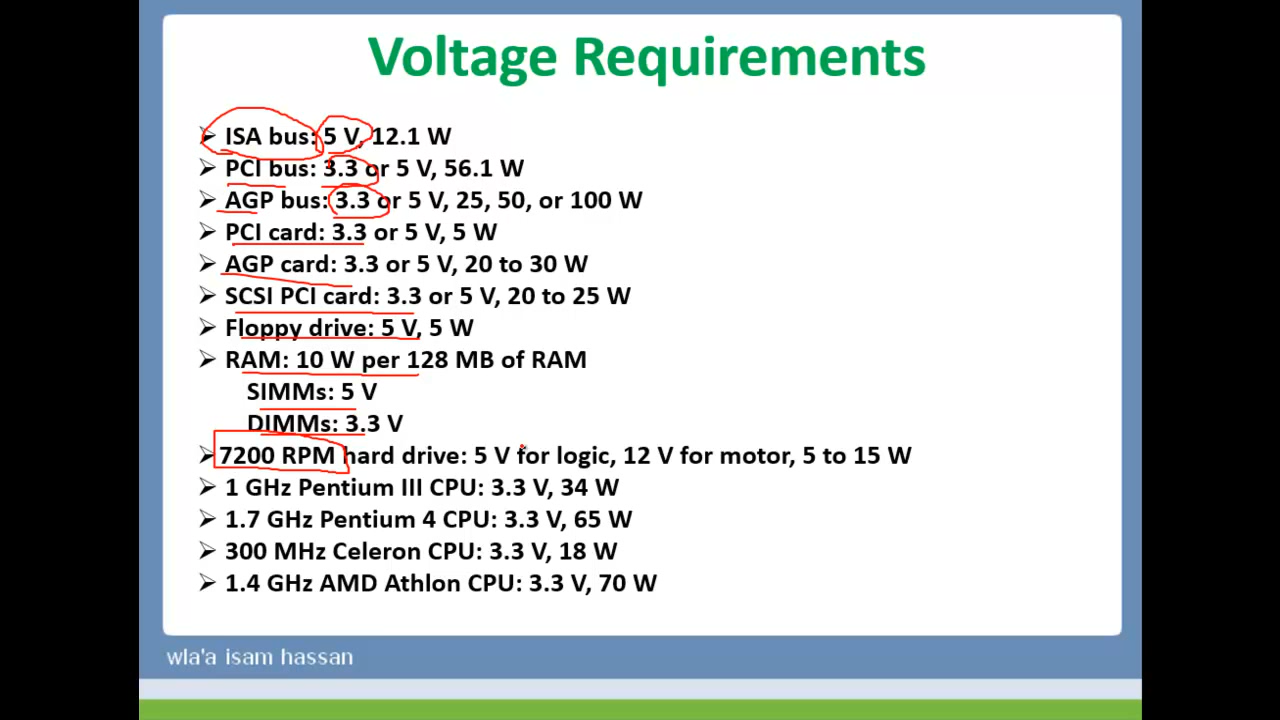 Voltage Requirements
➢ ISA bus: 5 V, 12.1 W
➢ PCI bus: 3.3 or 5 V, 56.1 W
➢ AGP bus: 3.3 or 5 V, 25, 50, or 100 W
➢ PCI card: 3.3 or 5 V, 5 W
➢ AGP card: 3.3 or 5 V, 20 to 30 W
➢ SCSI PCI card: 3.3 or 5 V, 20 to 25 W
➢ Floppy drive: 5 V, 5 W
➢ RAM: 10 W per 128 MB of RAM
SIMMs: 5 V
DIMMs: 3.3 V
➢ 7200 RPM hard drive: 5 V for logic, 12 V for motor, 5 to 15 W
➢ 1 GHz Pentium III CPU: 3.3 V, 34 W
➢ 1.7 GHz Pentium 4 CPU: 3.3 V, 65 W
➢ 300 MHz Celeron CPU: 3.3 V, 18 W
➢ 1.4 GHz AMD Athlon CPU: 3.3 V, 70 W
wla'a isam hassan